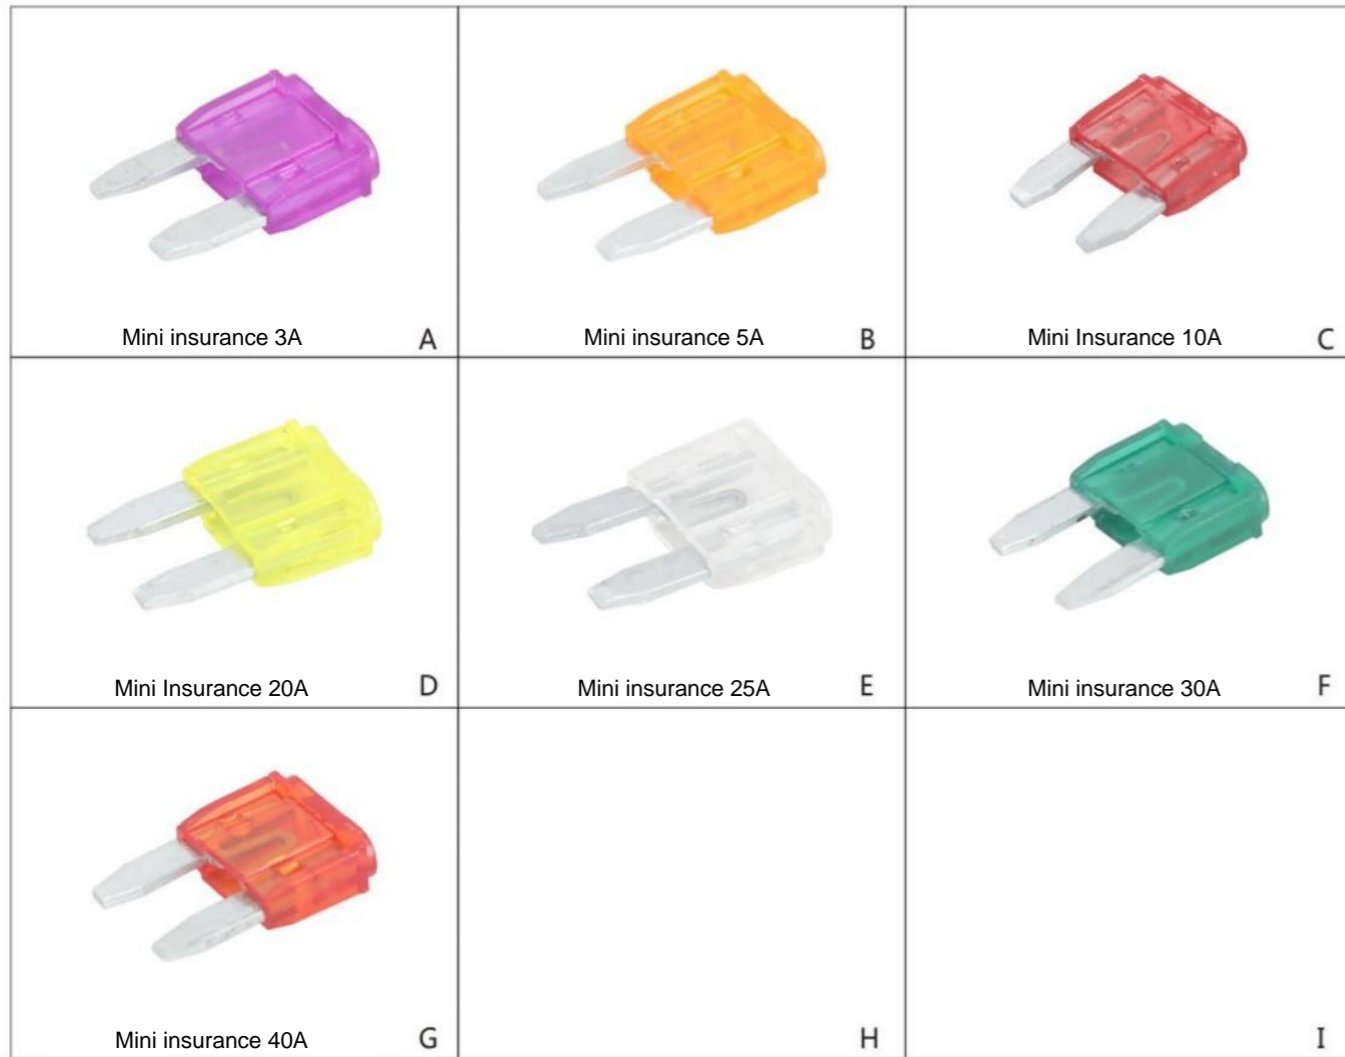 Mini insurance 3A A
Mini insurance 5A B
Mini Insurance 10A C
Mini Insurance 20A D
Mini insurance 25A E
Mini insurance 30A F
Mini insurance 40A G
H
I